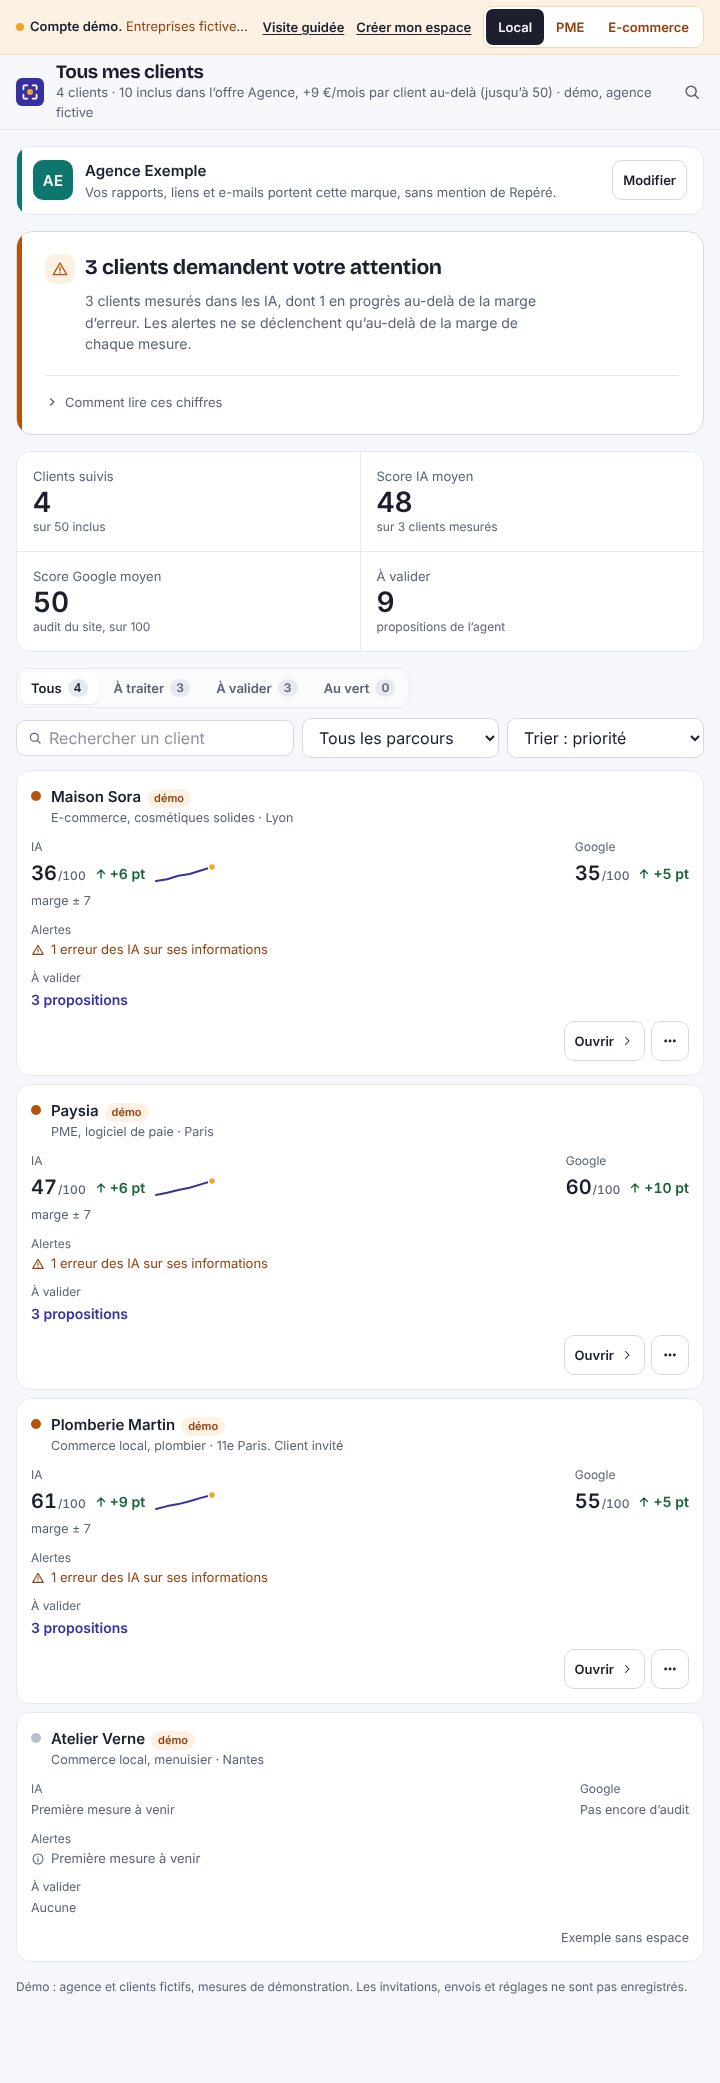 Compte démo. Entreprises fictive... Visite guidée Créer mon espace Local PME E-commerce
Tous mes clients
4 clients · 10 inclus dans l’offre Agence, +9 €/mois par client au-delà (jusqu’à 50) · démo, agence
fictive
AE
Agence Exemple
Vos rapports, liens et e-mails portent cette marque, sans mention de Repéré.
Modifier
3 clients demandent votre attention
3 clients mesurés dans les IA, dont 1 en progrès au-delà de la marge
d’erreur. Les alertes ne se déclenchent qu’au-delà de la marge de
chaque mesure.
Comment lire ces chiffres
Clients suivis
4
sur 50 inclus
Score IA moyen
48
sur 3 clients mesurés
Score Google moyen
50
audit du site, sur 100
À valider
9
propositions de l’agent
Tous 4 À traiter 3 À valider 3 Au vert 0
Rechercher un client Tous les parcours Trier : priorité
Maison Sora démo
E-commerce, cosmétiques solides · Lyon
IA Google
36/100 +6 pt 35/100 +5 pt
marge ± 7
Alertes
1 erreur des IA sur ses informations
À valider
3 propositions
Ouvrir
Paysia démo
PME, logiciel de paie · Paris
IA Google
47/100 +6 pt 60/100 +10 pt
marge ± 7
Alertes
1 erreur des IA sur ses informations
À valider
3 propositions
Ouvrir
Plomberie Martin démo
Commerce local, plombier · 11e Paris. Client invité
IA Google
61/100 +9 pt 55/100 +5 pt
marge ± 7
Alertes
1 erreur des IA sur ses informations
À valider
3 propositions
Ouvrir
Atelier Verne démo
Commerce local, menuisier · Nantes
IA Google
Première mesure à venir Pas encore d’audit
Alertes
Première mesure à venir
À valider
Aucune
Exemple sans espace
Démo : agence et clients fictifs, mesures de démonstration. Les invitations, envois et réglages ne sont pas enregistrés.